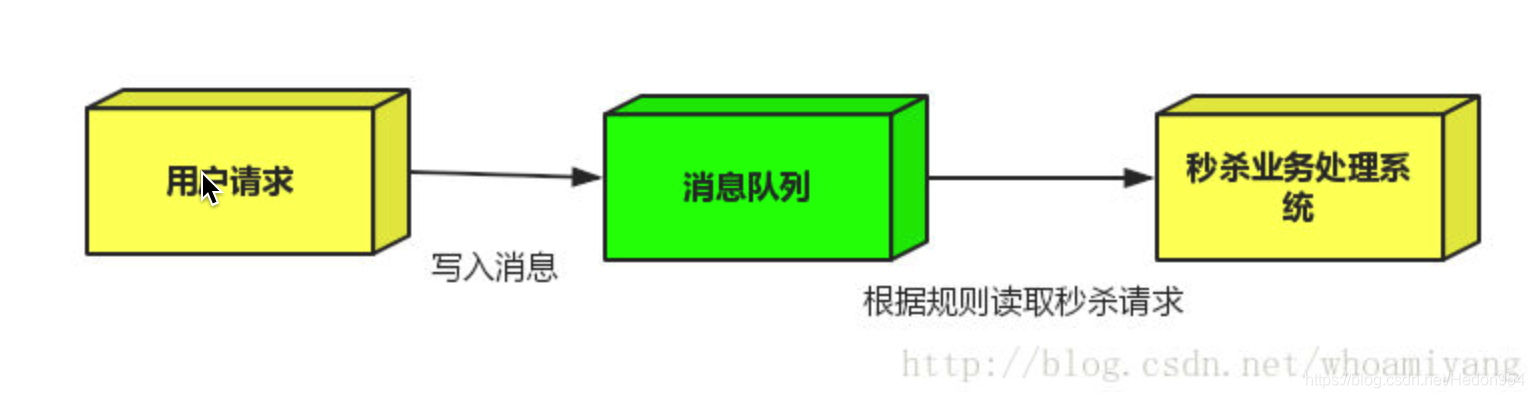 用户请求
消息队列
秒杀业务处理系
统
写入消息
根据规则读取秒杀请求
http://blog.csdn.net/whoamiyang
https://blog.csdn.net/Hedon954